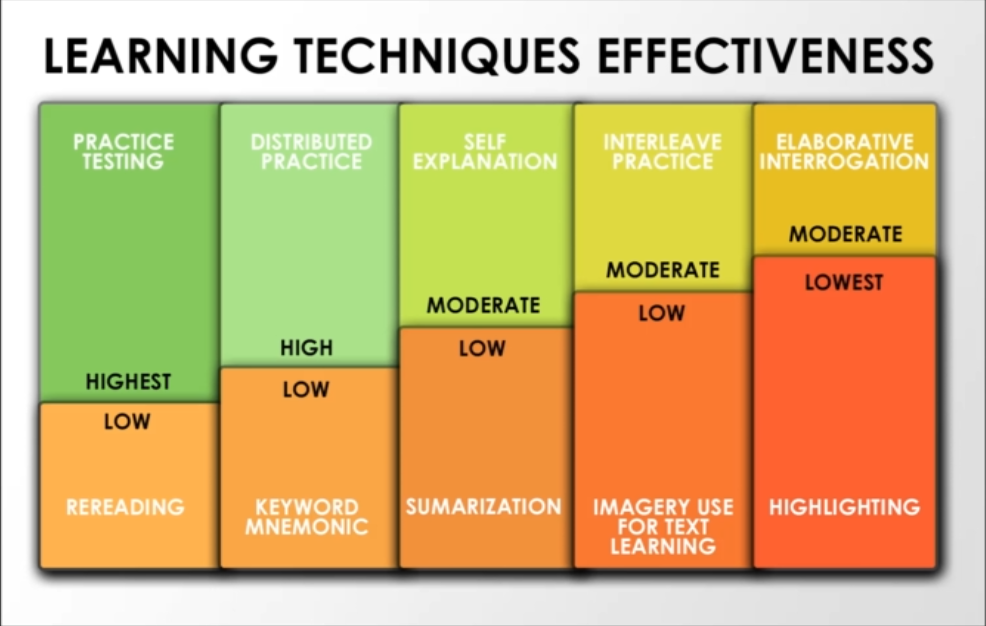 LEARNING TECHNIQUES EFFECTIVENESS
PRACTICE
TESTING
HIGHEST
DISTRIBUTED
PRACTICE
HIGH
SELF
EXPLANATION
MODERATE
INTERLEAVE
PRACTICE
MODERATE
ELABORATIVE
INTERROGATION
MODERATE
LOW
REREADING
LOW
KEYWORD
MNEMONIC
LOW
SUMARIZATION
LOW
IMAGERY USE
FOR TEXT
LEARNING
LOWEST
HIGHLIGHTING